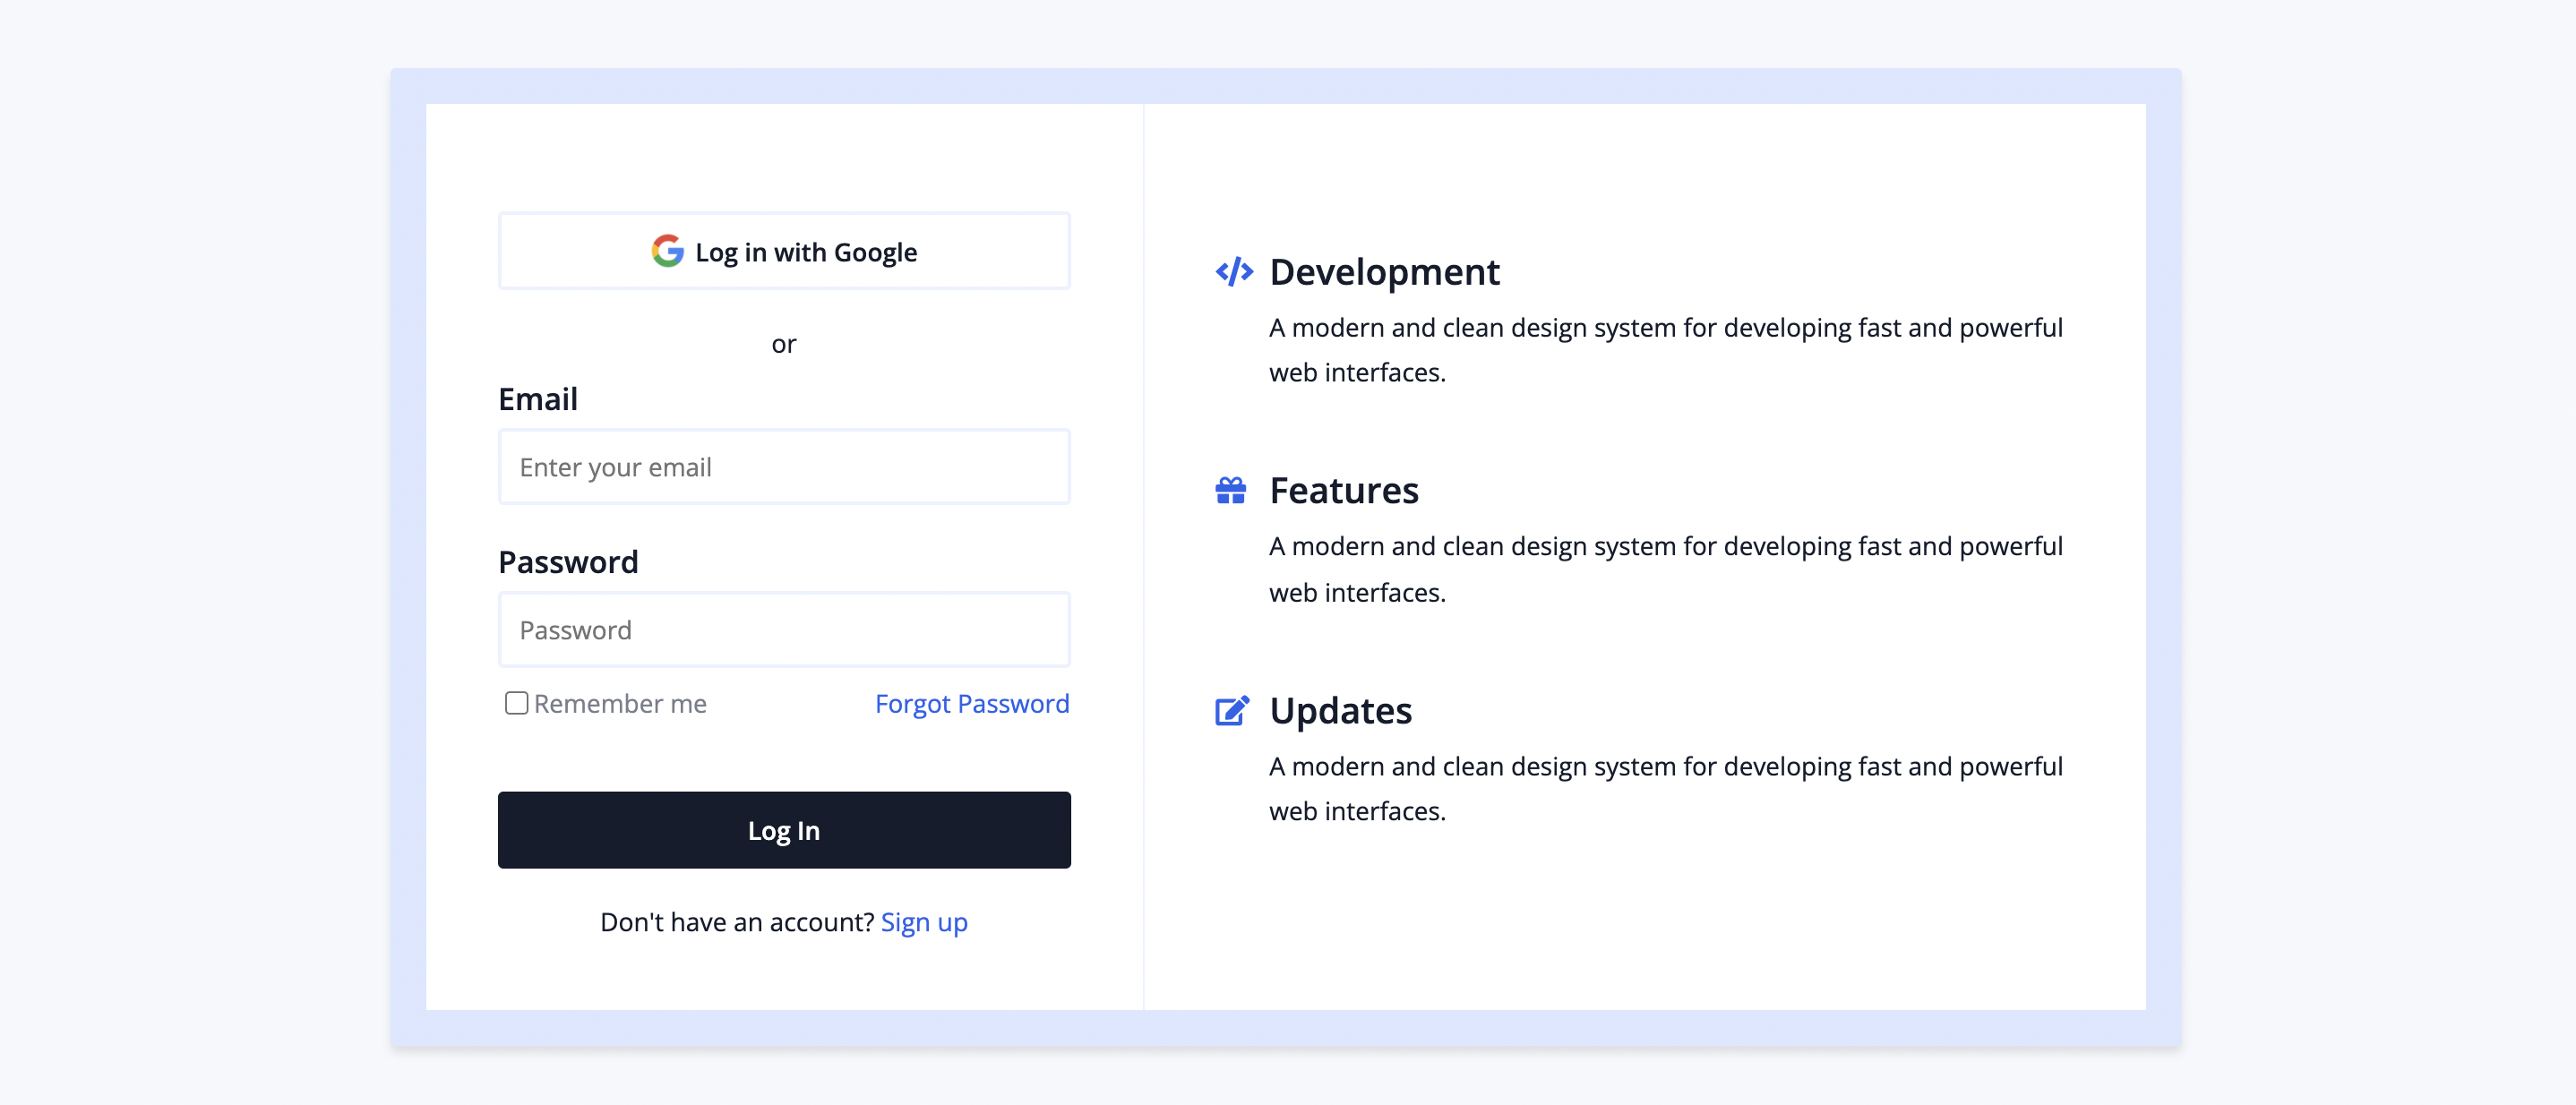 Log in with Google
or
Email
Enter your email
Password
Password
Remember me
Forgot Password
Log In
Don't have an account? Sign up
Development
A modern and clean design system for developing fast and powerful
web interfaces.
Features
A modern and clean design system for developing fast and powerful
web interfaces.
Updates
A modern and clean design system for developing fast and powerful
web interfaces.